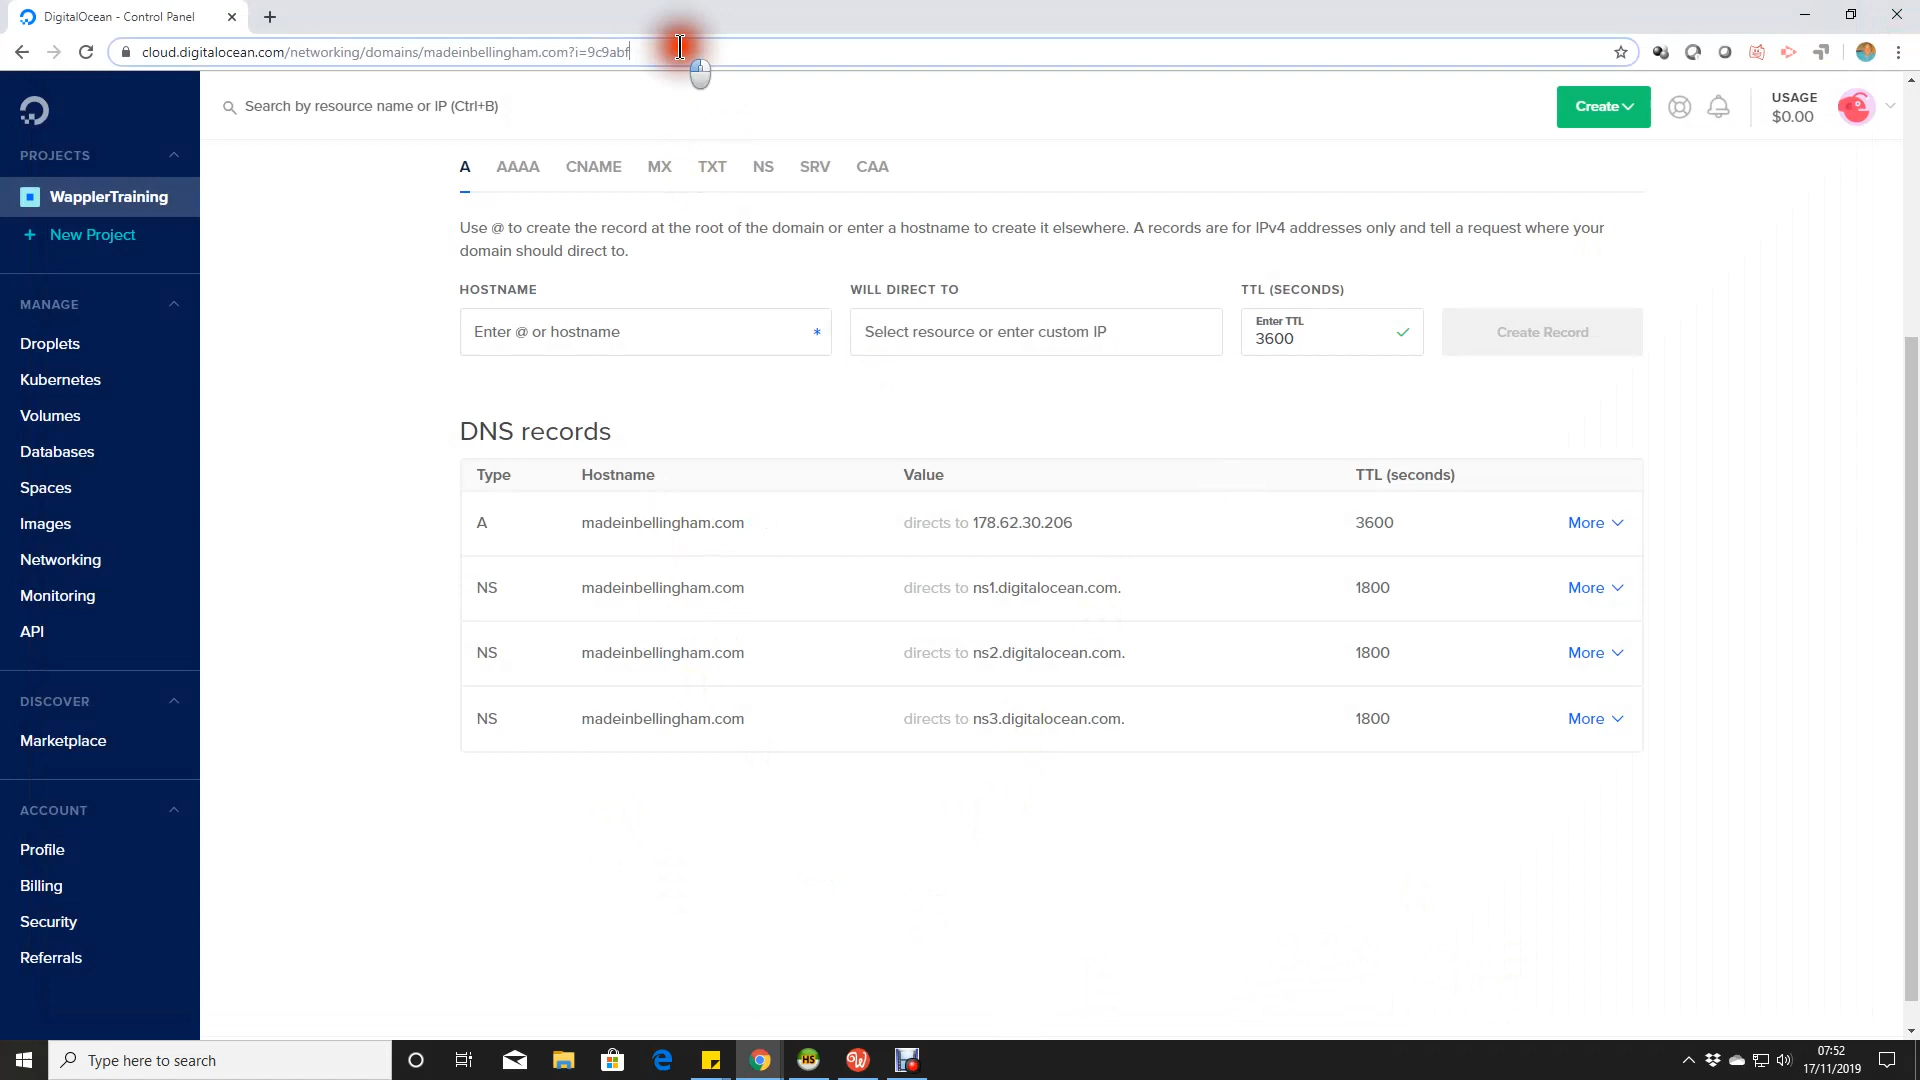 DigitalOcean - Control Panel
cloud.digitalocean.com/networking/domains/madeinbellingham.com?i=9c9abf
Search by resource name or IP (Ctrl+B)
Create
USAGE
$0.00
PROJECTS
WapplerTraining
+ New Project
MANAGE
Droplets
Kubernetes
Volumes
Databases
Spaces
Images
Networking
Monitoring
API
DISCOVER
Marketplace
ACCOUNT
Profile
Billing
Security
Referrals
A AAAA CNAME MX TXT NS SRV CAA
Use @ to create the record at the root of the domain or enter a hostname to create it elsewhere. A records are for IPv4 addresses only and tell a request where your
domain should direct to.
HOSTNAME WILL DIRECT TO TTL (SECONDS)
Enter @ or hostname *
Select resource or enter custom IP
Enter TTL
3600
Create Record
DNS records
Type Hostname Value TTL (seconds)
A madeinbellingham.com directs to 178.62.30.206 3600 More
NS madeinbellingham.com directs to ns1.digitalocean.com. 1800 More
NS madeinbellingham.com directs to ns2.digitalocean.com. 1800 More
NS madeinbellingham.com directs to ns3.digitalocean.com. 1800 More
Type here to search
HS
07:52
17/11/2019